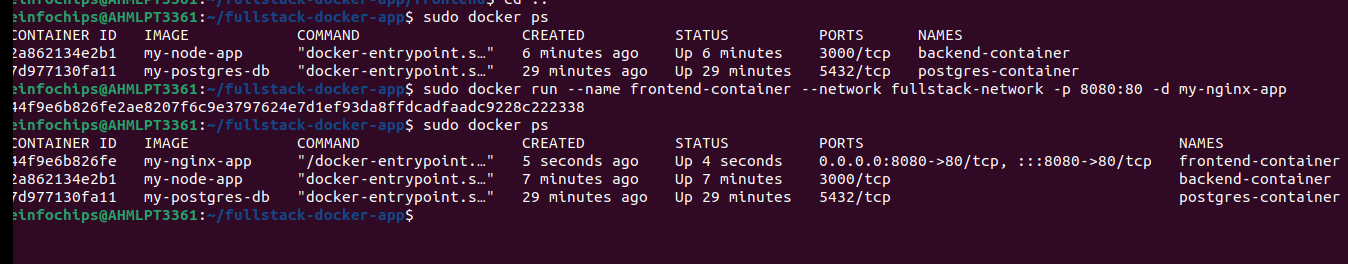 einfochips@AHMLPT3361:~/fullstack-docker-app/frontend$ cd ..
einfochips@AHMLPT3361:~/fullstack-docker-app$ sudo docker ps
CONTAINER ID   IMAGE            COMMAND                  CREATED          STATUS          PORTS      NAMES
2a862134e2b1   my-node-app      "docker-entrypoint.s…"   6 minutes ago    Up 6 minutes    3000/tcp   backend-container
7d977130fa11   my-postgres-db   "docker-entrypoint.s…"   29 minutes ago   Up 29 minutes   5432/tcp   postgres-container
einfochips@AHMLPT3361:~/fullstack-docker-app$ sudo docker run --name frontend-container --network fullstack-network -p 8080:80 -d my-nginx-app
44f9e6b826fe2ae8207f6c9e3797624e7d1ef93da8ffdcadfaadc9228c222338
einfochips@AHMLPT3361:~/fullstack-docker-app$ sudo docker ps
CONTAINER ID   IMAGE            COMMAND                  CREATED          STATUS          PORTS                                   NAMES
44f9e6b826fe   my-nginx-app     "/docker-entrypoint.…"   5 seconds ago    Up 4 seconds    0.0.0.0:8080->80/tcp, :::8080->80/tcp   frontend-container
2a862134e2b1   my-node-app      "docker-entrypoint.s…"   7 minutes ago    Up 7 minutes    3000/tcp                                backend-container
7d977130fa11   my-postgres-db   "docker-entrypoint.s…"   29 minutes ago   Up 29 minutes   5432/tcp                                postgres-container
einfochips@AHMLPT3361:~/fullstack-docker-app$